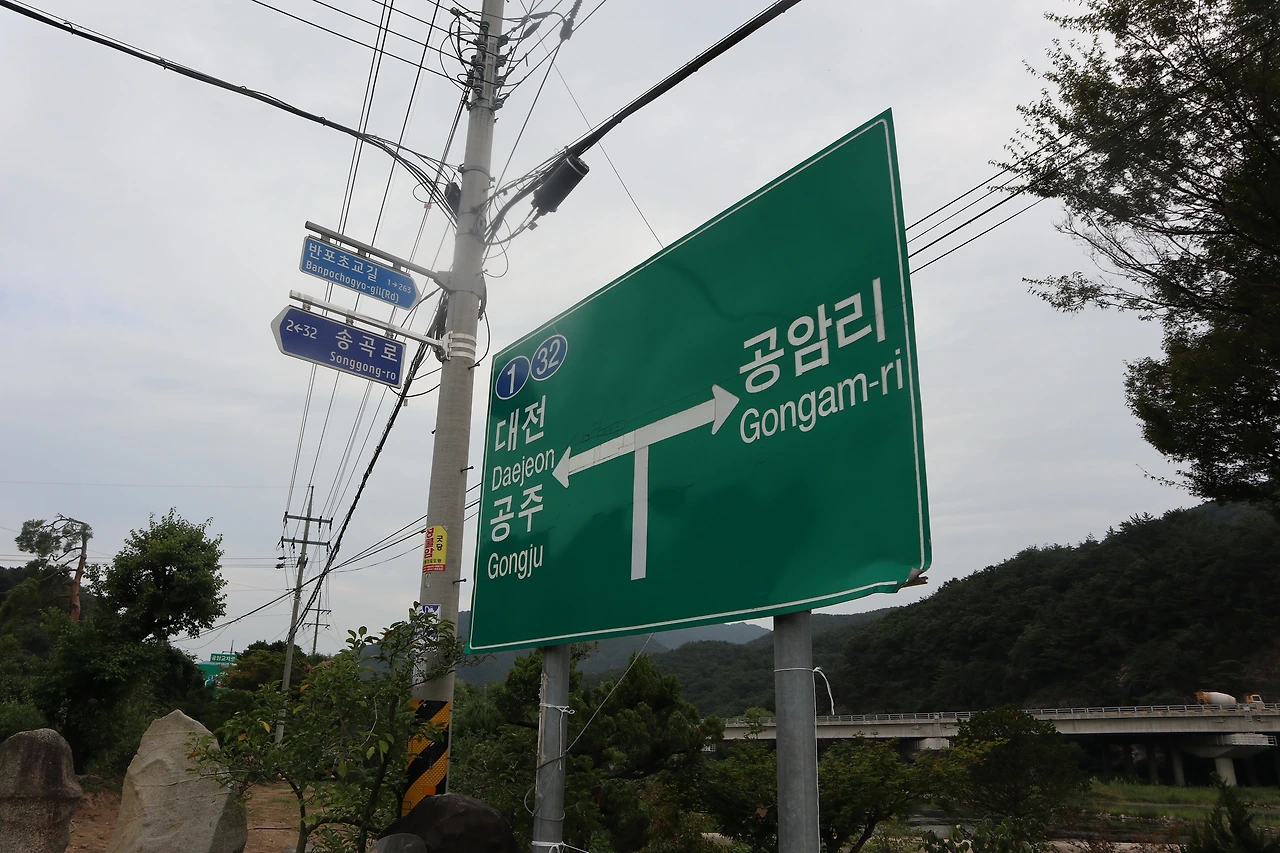 반포초교길 1→263
Banpochogyo-gil(Rd)
2←32 송곡로
Songgong-ro
1 32
대전
Daejeon
공주
Gongju
공암리
Gongam-ri